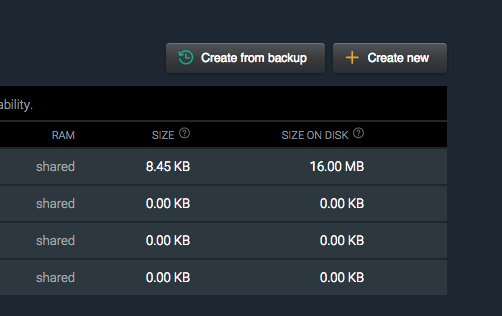 Create from backup Create new
ability.
RAM SIZE ? SIZE ON DISK ?
shared 8.45 KB 16.00 MB
shared 0.00 KB 0.00 KB
shared 0.00 KB 0.00 KB
shared 0.00 KB 0.00 KB